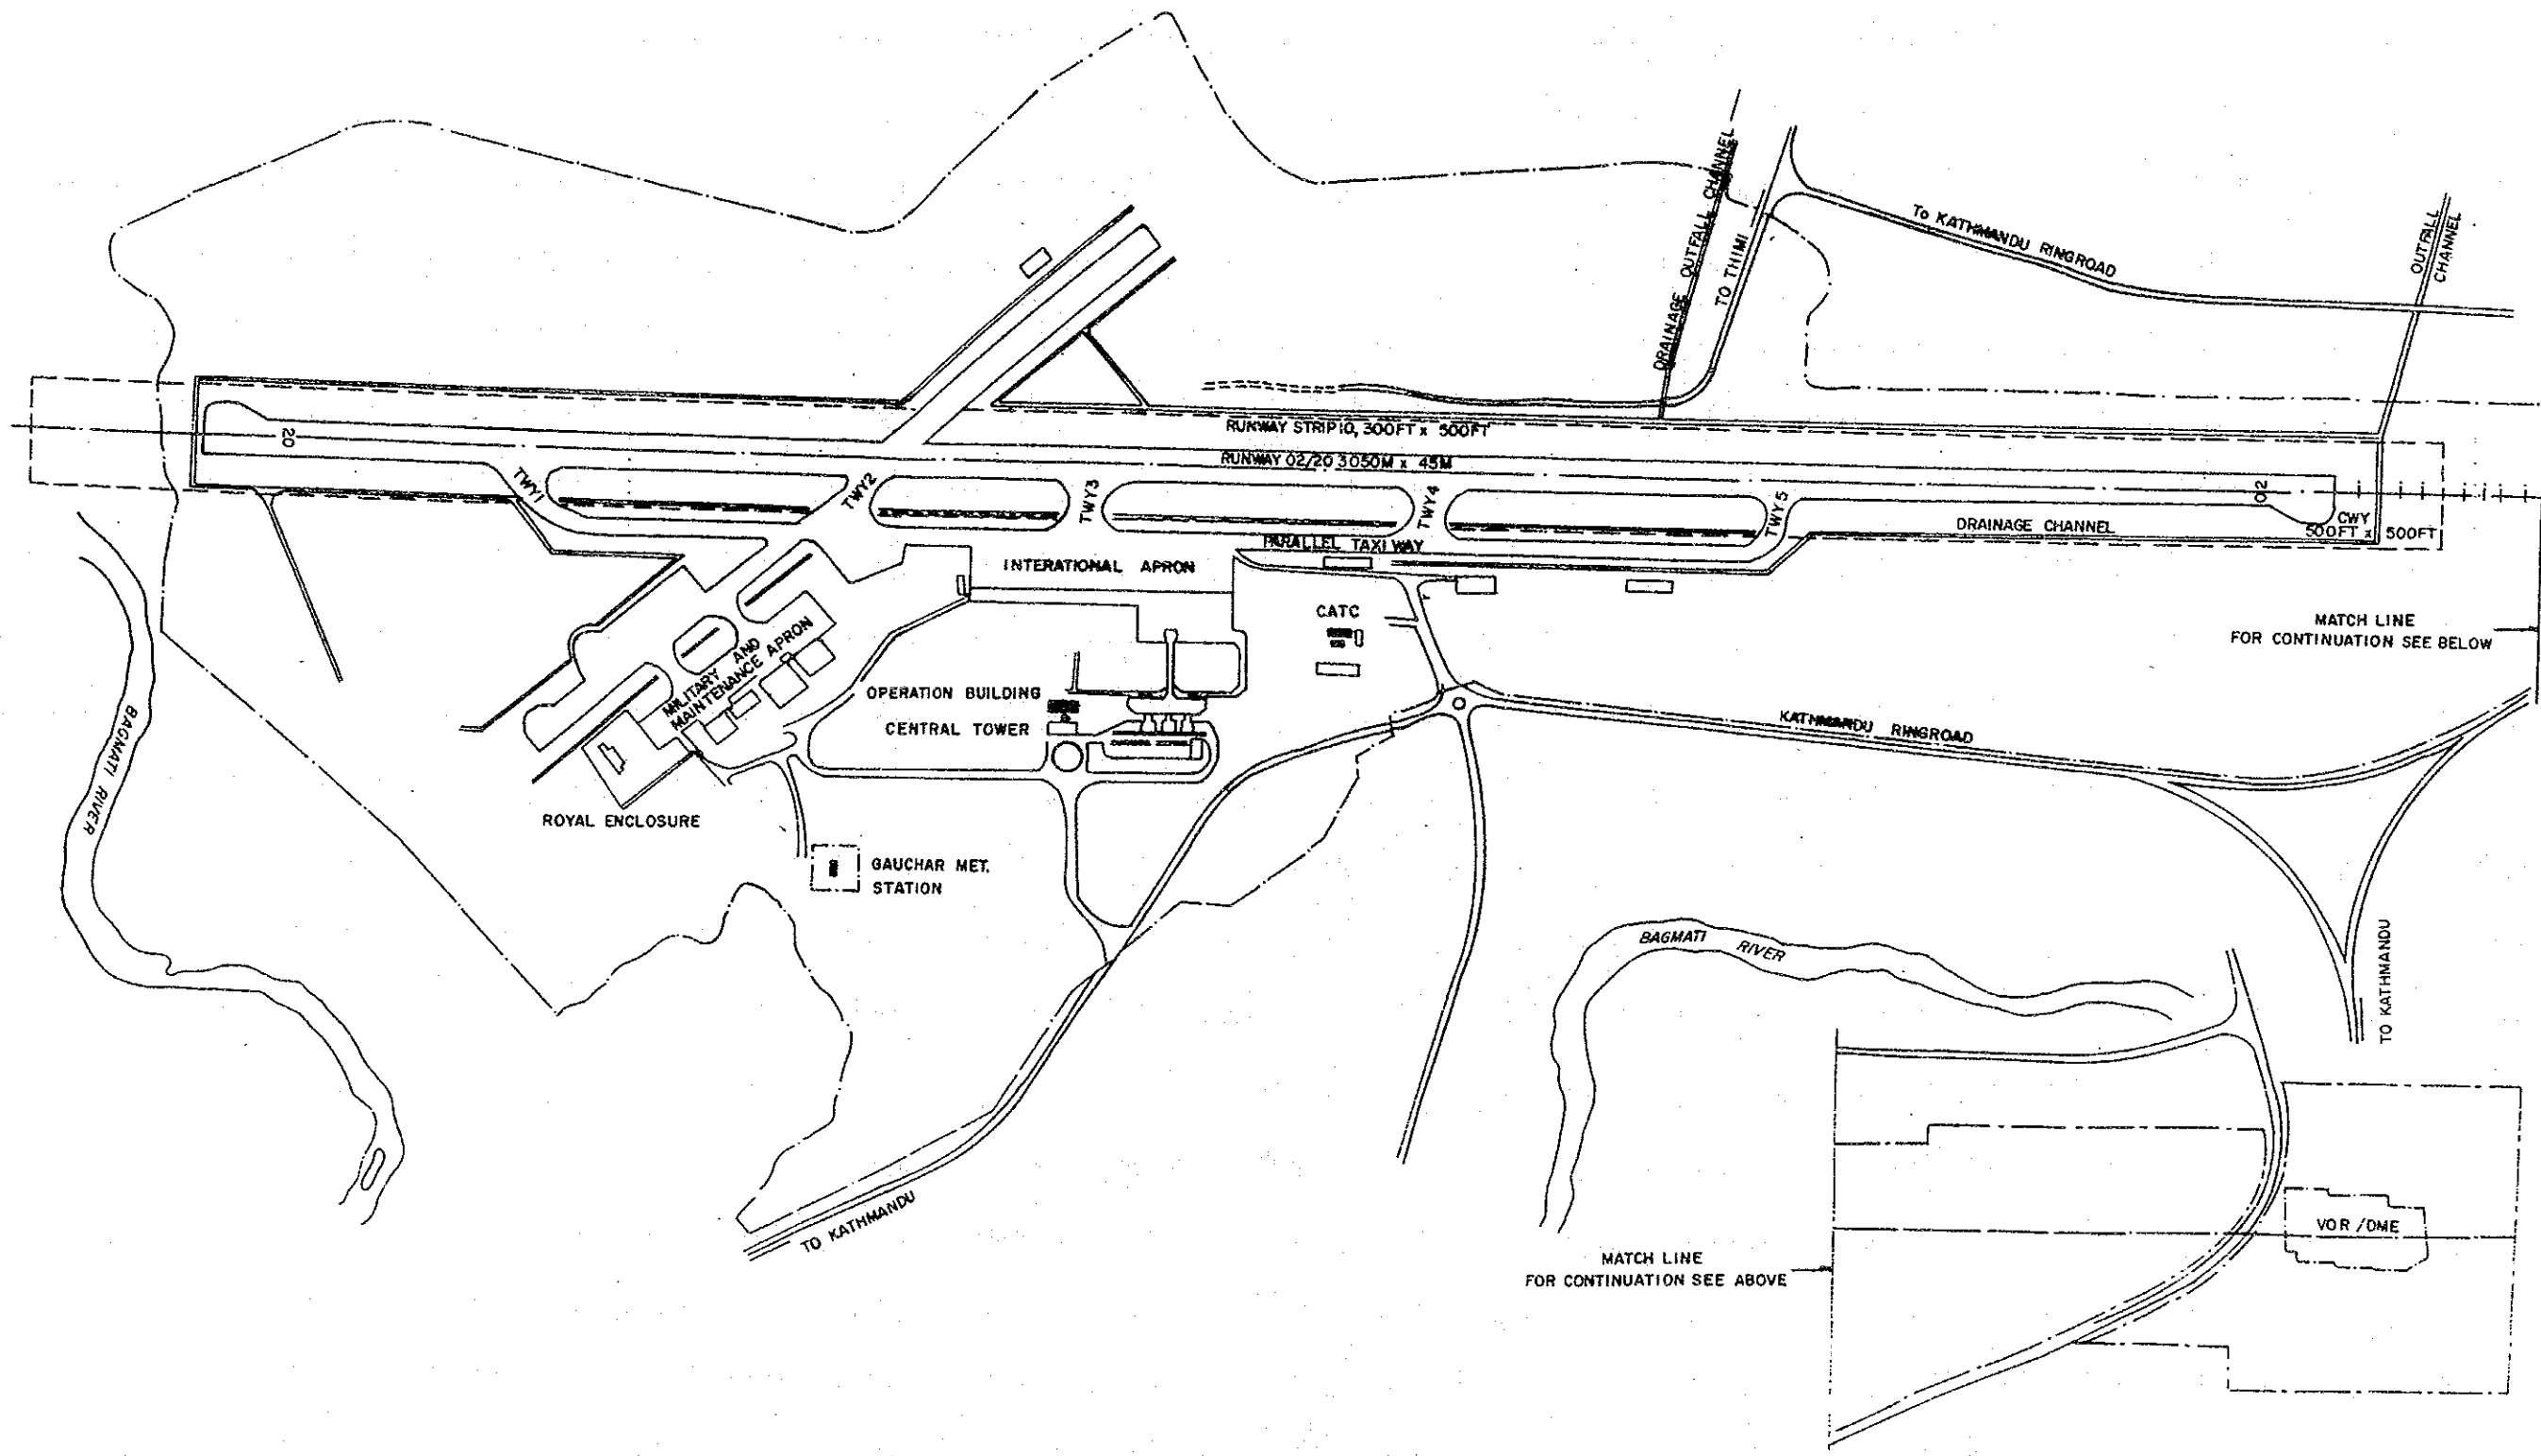 DRAINAGE OUTFALL CHANNEL
TO THIMI
To KATHMANDU RINGROAD
OUTFALL
CHANNEL
RUNWAY STRIP 10, 300FT x 500FT
20
RUNWAY 02/20 3050M x 45M
02
TWY1
TWY2
TWY3
TWY4
TWY5
CWY
500FT x 500FT
DRAINAGE CHANNEL
PARALLEL TAXI WAY
INTERATIONAL APRON
CATC
MATCH LINE
FOR CONTINUATION SEE BELOW
MILITARY AND
MAINTENANCE APRON
OPERATION BUILDING
CENTRAL TOWER
KATHMANDU RINGROAD
BAGMATI RIVER
ROYAL ENCLOSURE
GAUCHAR MET.
STATION
BAGMATI RIVER
TO KATHMANDU
TO KATHMANDU
VOR/DME
MATCH LINE
FOR CONTINUATION SEE ABOVE